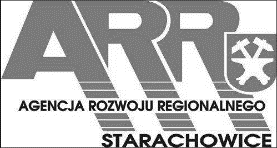 ARR
AGENCJA ROZWOJU REGIONALNEGO
STARACHOWICE